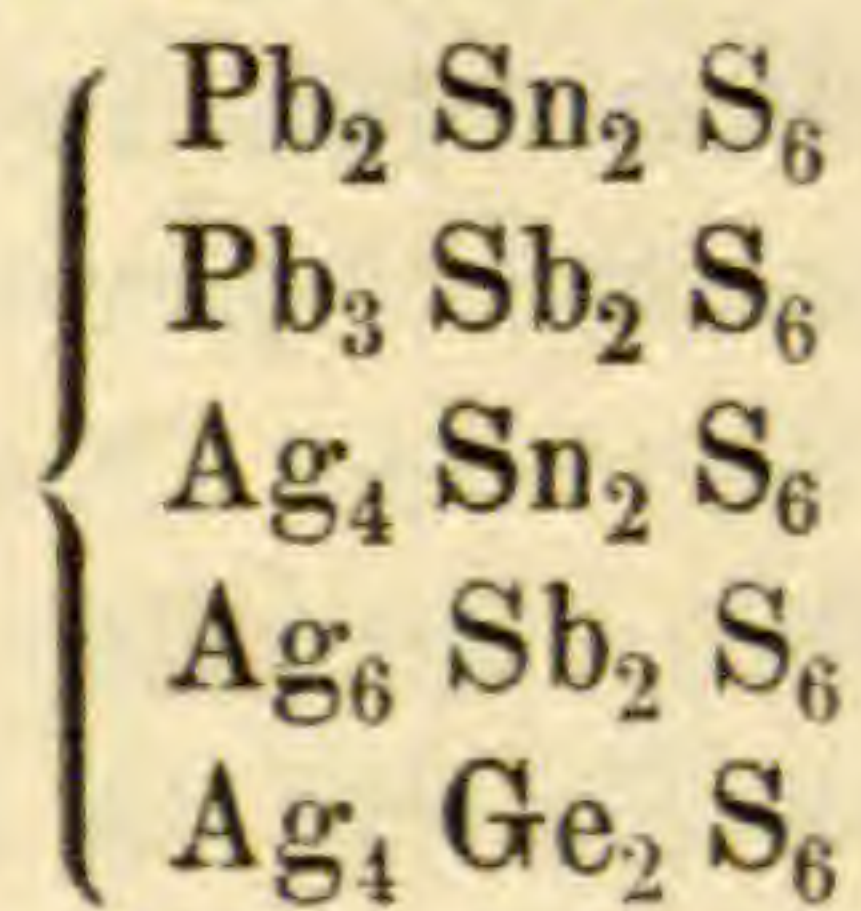 Pb₂ Sn₂ S₆
Pb₃ Sb₂ S₆
Ag₄ Sn₂ S₆
Ag₆ Sb₂ S₆
Ag₄ Ge₂ S₆